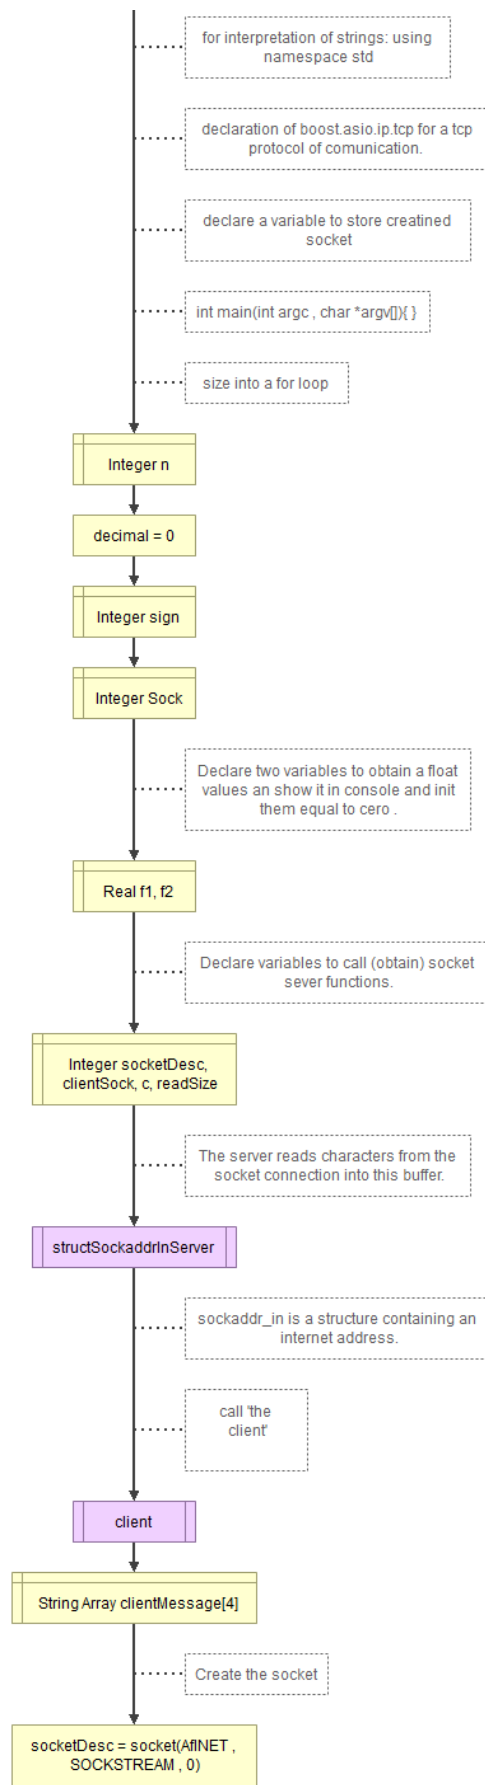 for interpretation of strings: using
namespace std
declaration of boost.asio.ip.tcp for a tcp
protocol of comunication.
declare a variable to store creatined
socket
int main(int argc , char *argv[]){ }
size into a for loop
Integer n
decimal = 0
Integer sign
Integer Sock
Declare two variables to obtain a float
values an show it in console and init
them equal to cero .
Real f1, f2
Declare variables to call (obtain) socket
sever functions.
Integer socketDesc,
clientSock, c, readSize
The server reads characters from the
socket connection into this buffer.
structSockaddrInServer
sockaddr_in is a structure containing an
internet address.
call 'the
client'
client
String Array clientMessage[4]
Create the socket
socketDesc = socket(AfINET ,
SOCKSTREAM , 0)